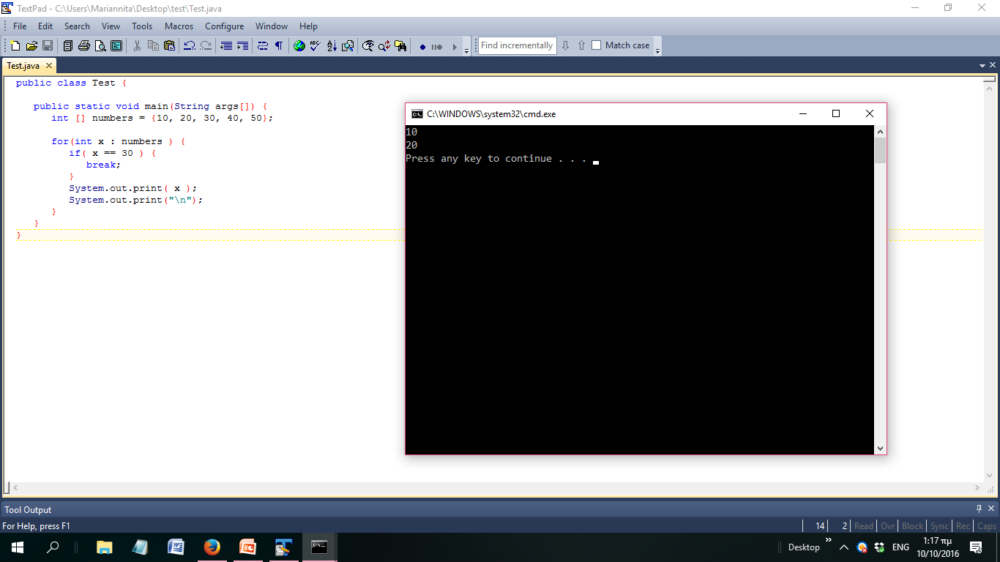 TextPad - C:\Users\Mariannita\Desktop\test\Test.java
File Edit Search View Tools Macros Configure Window Help
Find incrementally Match case
Test.java
public class Test {
public static void main(String args[]) {
int [] numbers = {10, 20, 30, 40, 50};
for(int x : numbers ) {
if( x == 30 ) {
break;
}
System.out.print( x );
System.out.print("\n");
}
}
}
C:\WINDOWS\system32\cmd.exe
10
20
Press any key to continue . . .
Tool Output
For Help, press F1
14 2 Read Ovr Block Sync Rec Caps
Desktop ENG
1:17 πμ
10/10/2016